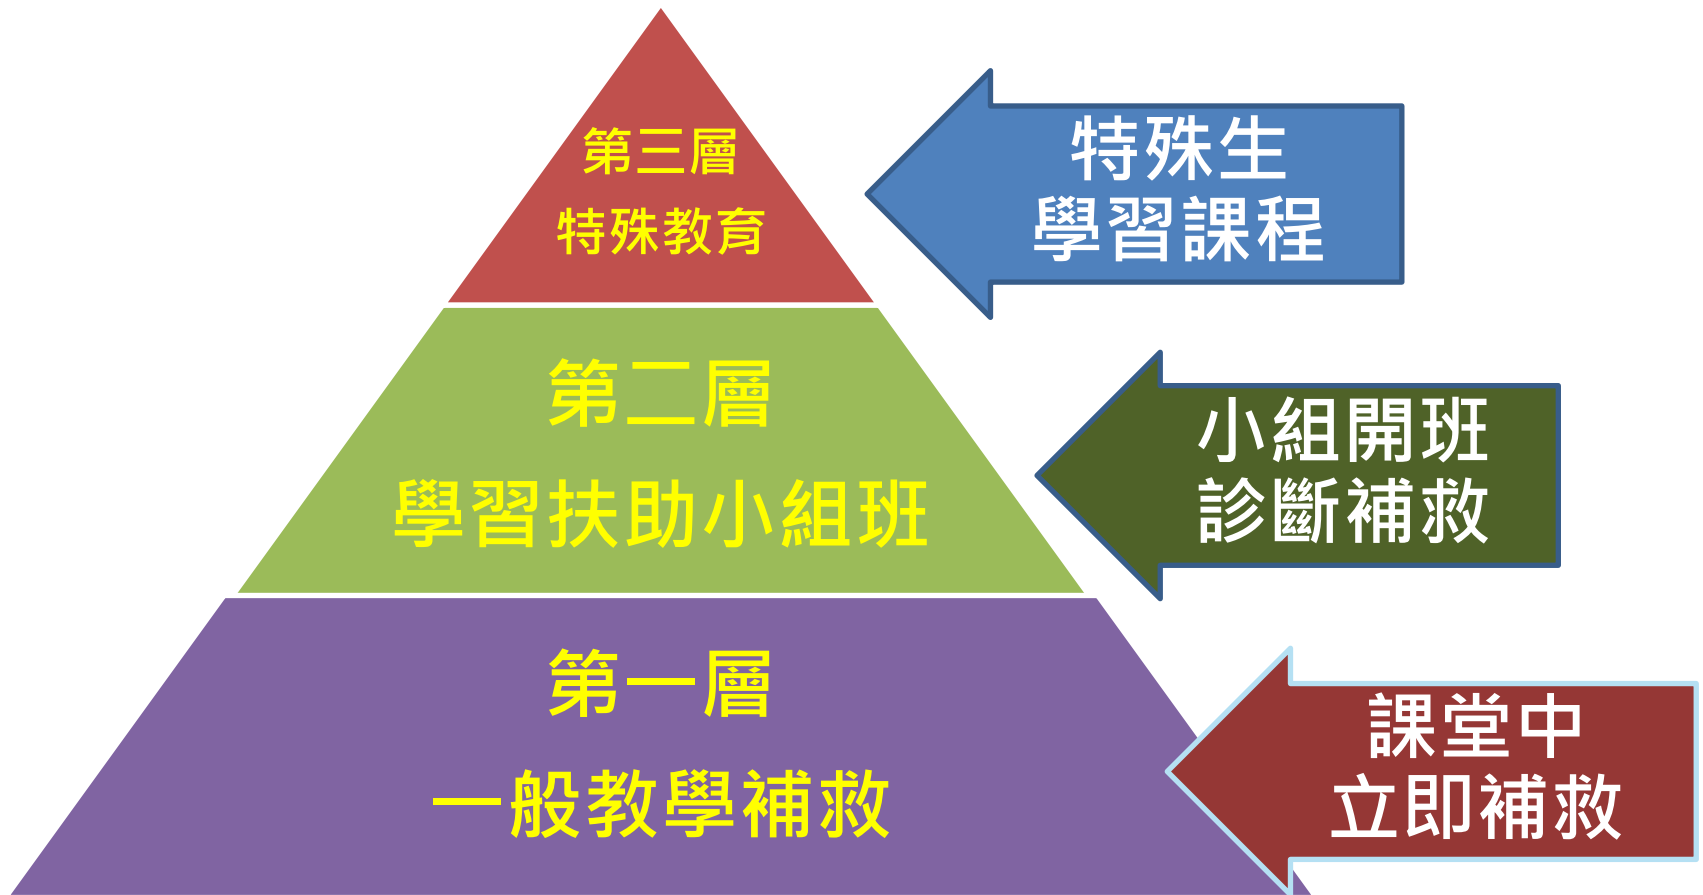 第三層
特殊教育
特殊生
學習課程
第二層
學習扶助小組班
小組開班
診斷補救
第一層
一般教學補救
課堂中
立即補救